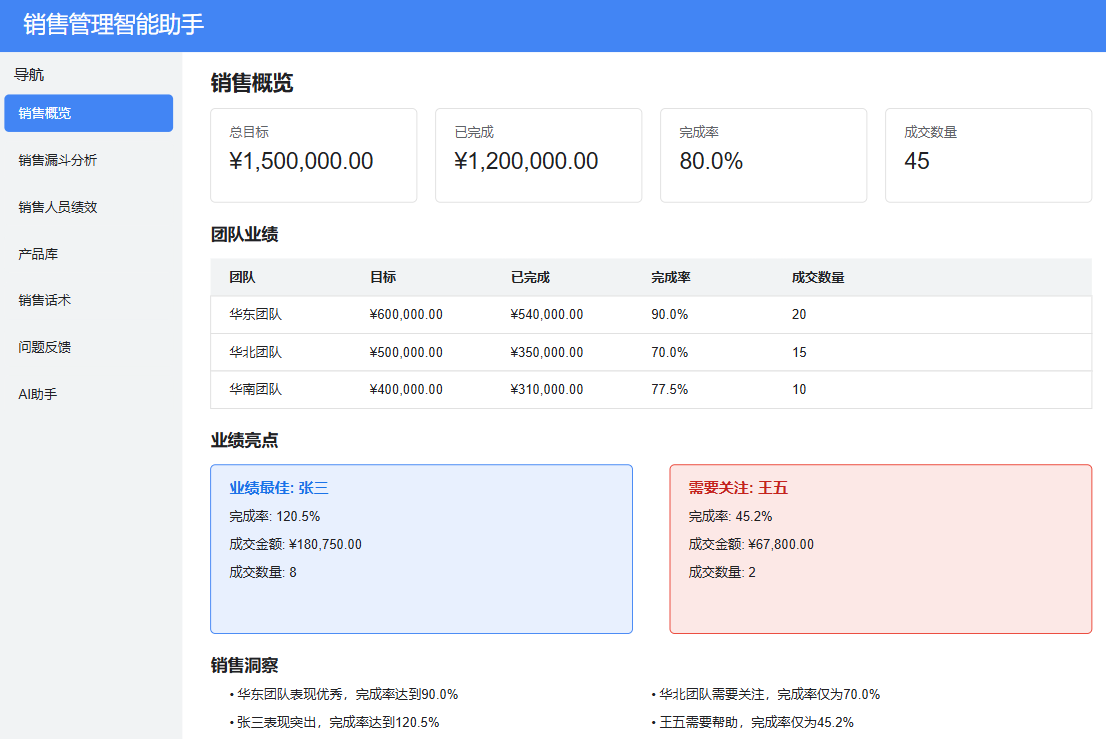 销售管理智能助手
导航
销售概览
销售漏斗分析
销售人员绩效
产品库
销售话术
问题反馈
AI助手
销售概览
总目标
¥1,500,000.00
已完成
¥1,200,000.00
完成率
80.0%
成交数量
45
团队业绩
团队 目标 已完成 完成率 成交数量
华东团队 ¥600,000.00 ¥540,000.00 90.0% 20
华北团队 ¥500,000.00 ¥350,000.00 70.0% 15
华南团队 ¥400,000.00 ¥310,000.00 77.5% 10
业绩亮点
业绩最佳: 张三
完成率: 120.5%
成交金额: ¥180,750.00
成交数量: 8
需要关注: 王五
完成率: 45.2%
成交金额: ¥67,800.00
成交数量: 2
销售洞察
• 华东团队表现优秀，完成率达到90.0%
• 华北团队需要关注，完成率仅为70.0%
• 张三表现突出，完成率达到120.5%
• 王五需要帮助，完成率仅为45.2%